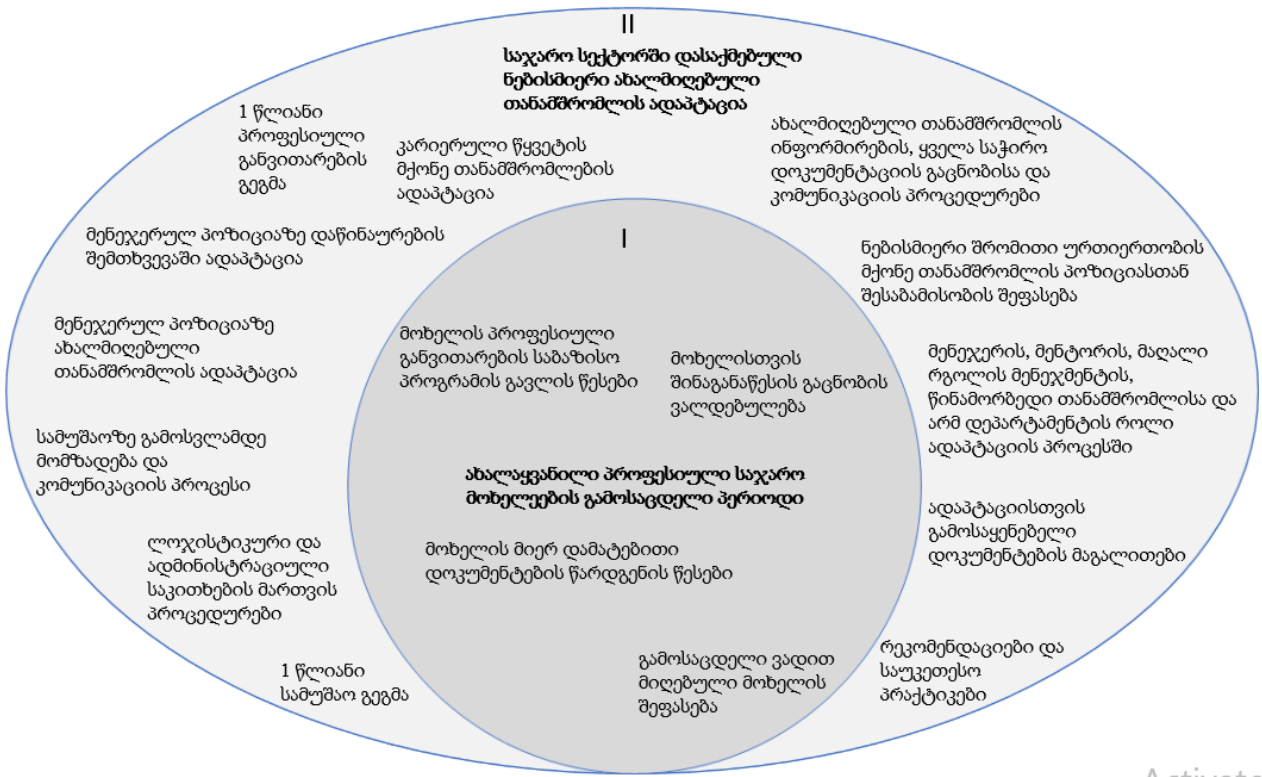 II
საჯარო სექტორში დასაქმებული
ნებისმიერი ახალმიღებული
თანამშრომლის ადაპტაცია
1 წლიანი
პროფესიული
განვითარების
გეგმა
კარიერული წყვეტის
მქონე თანამშრომლების
ადაპტაცია
ახალმიღებული თანამშრომლის
ინფორმირების, ყველა საჭირო
დოკუმენტაციის გაცნობისა და
კომუნიკაციის პროცედურები
მენეჯერულ პოზიციაზე დაწინაურების
შემთხვევაში ადაპტაცია
ნებისმიერი შრომითი ურთიერთობის
მქონე თანამშრომლის პოზიციასთან
შესაბამისობის შეფასება
მენეჯერულ პოზიციაზე
ახალმიღებული
თანამშრომლის ადაპტაცია
მენეჯერის, მენტორის, მაღალი
რგოლის მენეჯმენტის,
წინამორბედი თანამშრომლისა და
არმ დეპარტამენტის როლი
ადაპტაციის პროცესში
სამუშაოზე გამოსვლამდე
მომზადება და
კომუნიკაციის პროცესი
ადაპტაციისთვის
გამოსაყენებელი
დოკუმენტების მაგალითები
ლოჯისტიკური და
ადმინისტრაციული
საკითხების მართვის
პროცედურები
რეკომენდაციები და
საუკეთესო
პრაქტიკები
1 წლიანი
სამუშაო გეგმა
I
მოხელის პროფესიული
განვითარების საბაზისო
პროგრამის გავლის წესები
მოხელისთვის
შინაგანაწესის გაცნობის
ვალდებულება
ახალაყვანილი პროფესიული საჯარო
მოხელეების გამოსაცდელი პერიოდი
მოხელის მიერ დამატებითი
დოკუმენტების წარდგენის წესები
გამოსაცდელი ვადით
მიღებული მოხელის
შეფასება